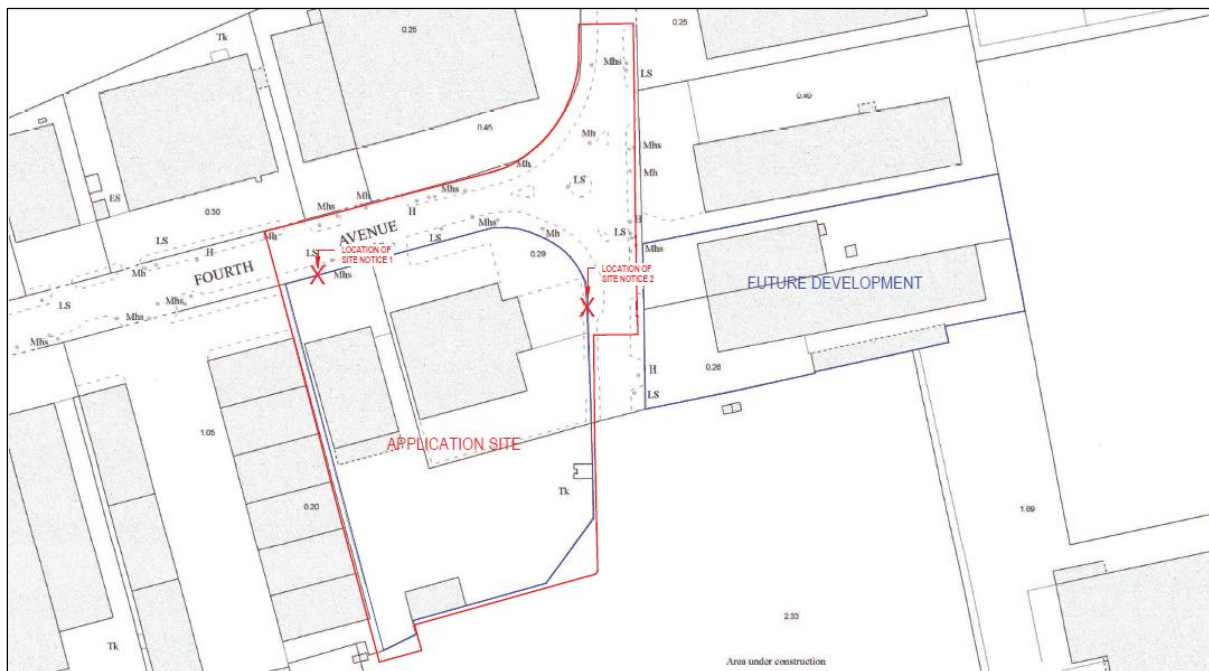 Tk
0.25
0.25
Mhs
LS
0.40
0.45
Mh
Mhs
Mh
LS
ES
Mhs
Mh
Mhs
Mh
0.30
LS
H
Mh
AVENUE
H
LS
Mhs
Mh
LS
H
Mhs
Mh
H
FOURTH
LS
LOCATION OF
SITE NOTICE 1
Mhs
0.29
LOCATION OF
SITE NOTICE 2
FUTURE DEVELOPMENT
LS
Mhs
Mhs
Mhs
0.26
H
LS
1.05
APPLICATION SITE
Tk
0.20
1.69
2.33
Tk
Area under construction